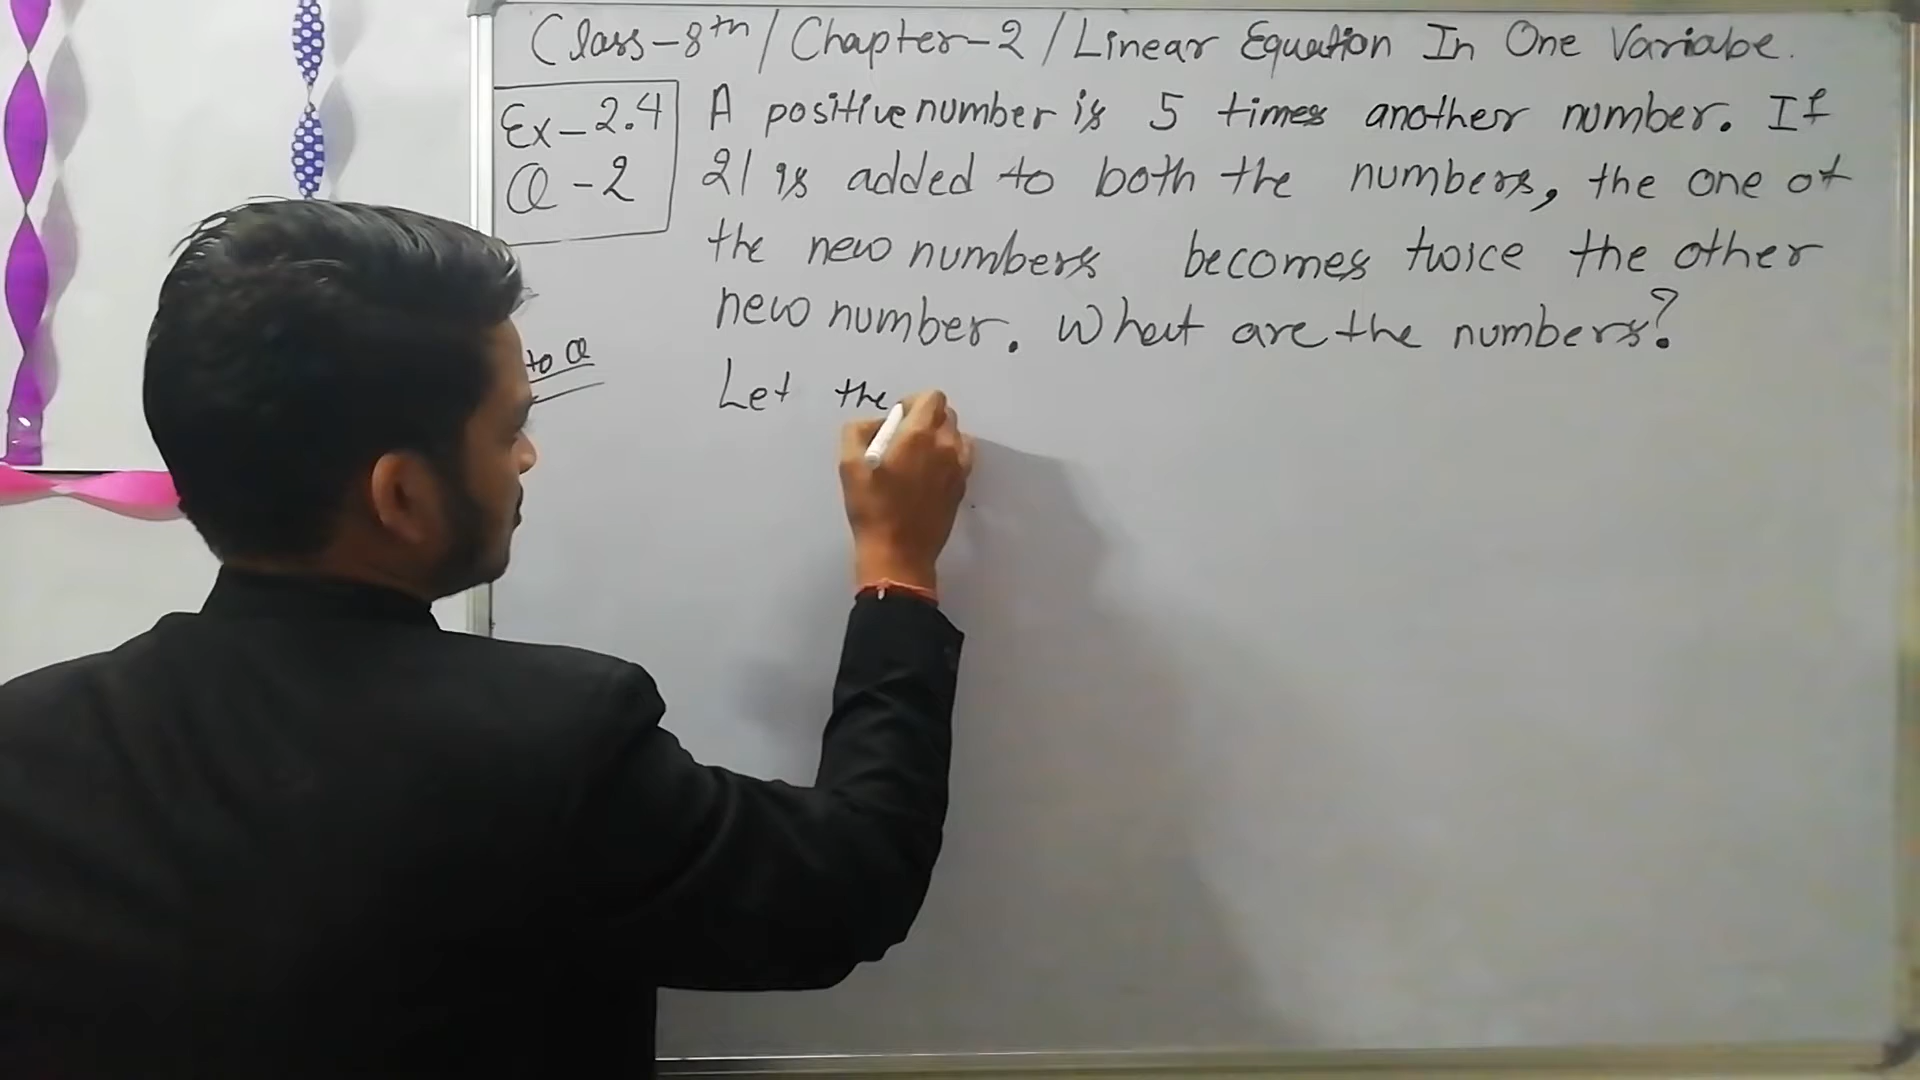 Class-8th/Chapter-2/Linear Equation In One Variabe.
Ex-2.4
Q-2
A positive number is 5 times another number. If
21 is added to both the numbers, the one of
the new numbers becomes twice the other
new number. What are the numbers?
to Q
Let the